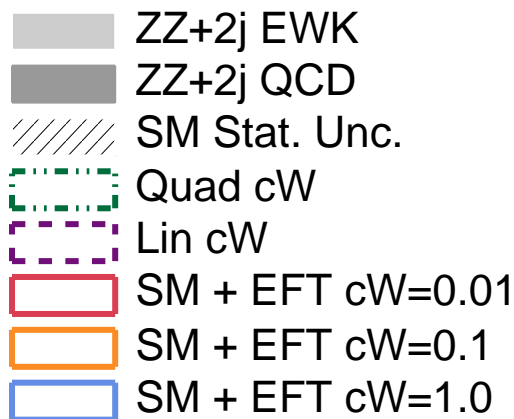 ZZ+2j EWK
ZZ+2j QCD
SM Stat. Unc.
Quad cW
Lin cW
SM + EFT cW=0.01
SM + EFT cW=0.1
SM + EFT cW=1.0